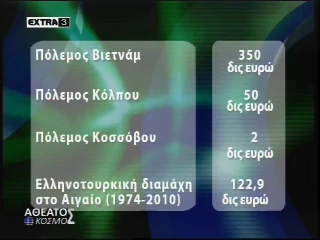 EXTRA 3
Πόλεμος Βιετνάμ 350
δις ευρώ
Πόλεμος Κόλπου 50
δις ευρώ
Πόλεμος Κοσσόβου 2
δις ευρώ
Ελληνοτουρκική διαμάχη 122,9
στο Αιγαίο (1974-2010) δις ευρώ
ΑΘΕΑΤΟΣ
ΚΟΣΜΟΣ